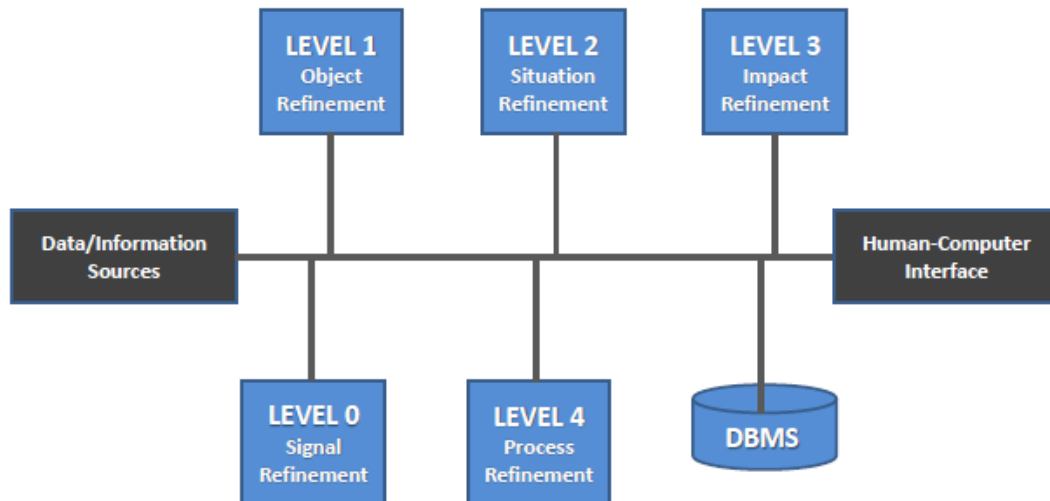 LEVEL 1
Object
Refinement
LEVEL 2
Situation
Refinement
LEVEL 3
Impact
Refinement
Data/Information
Sources
Human-Computer
Interface
LEVEL 0
Signal
Refinement
LEVEL 4
Process
Refinement
DBMS